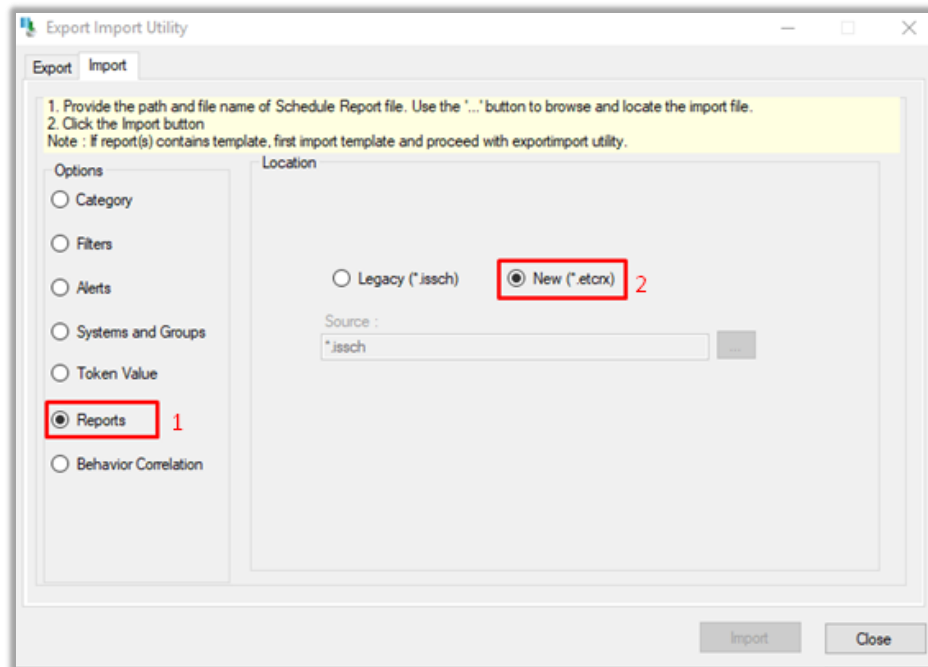 Export Import Utility
Export Import
1. Provide the path and file name of Schedule Report file. Use the '...' button to browse and locate the import file.
2. Click the Import button
Note : If report(s) contains template, first import template and proceed with exportimport utility.
Options
Location
Category
Filters
Alerts
Legacy (*.issch) New (*.etcrx) 2
Source :
*.issch ...
Systems and Groups
Token Value
Reports 1
Behavior Correlation
Import Close